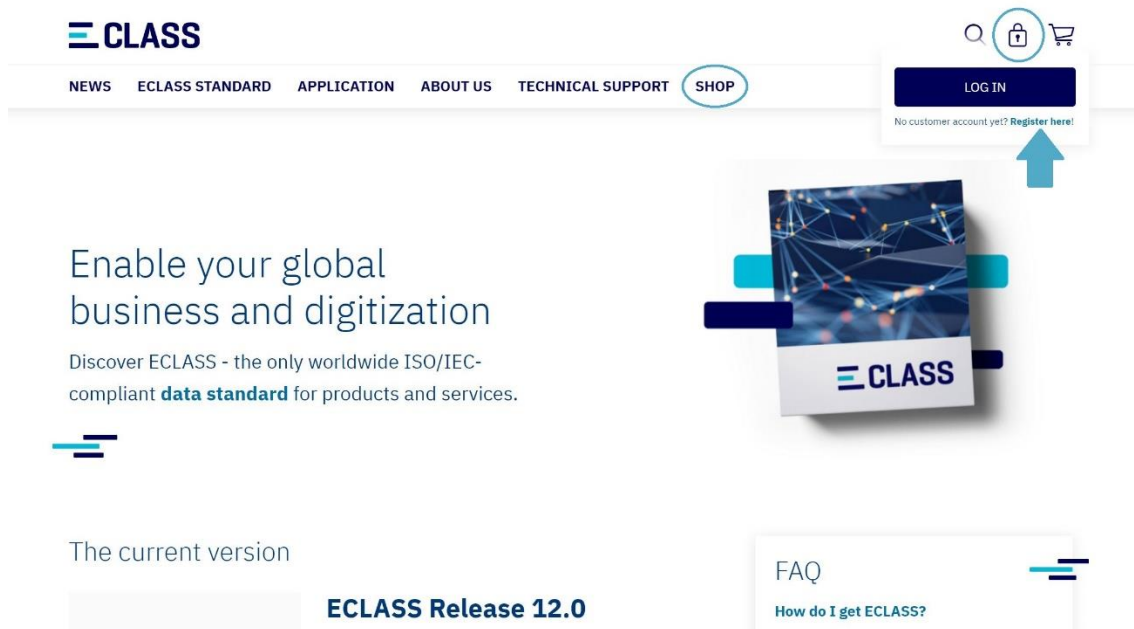 ECLASS
NEWS ECLASS STANDARD APPLICATION ABOUT US TECHNICAL SUPPORT SHOP
LOG IN
No customer account yet? Register here!
Enable your global
business and digitization
Discover ECLASS - the only worldwide ISO/IEC-
compliant data standard for products and services.
ECLASS
The current version
ECLASS Release 12.0
FAQ
How do I get ECLASS?